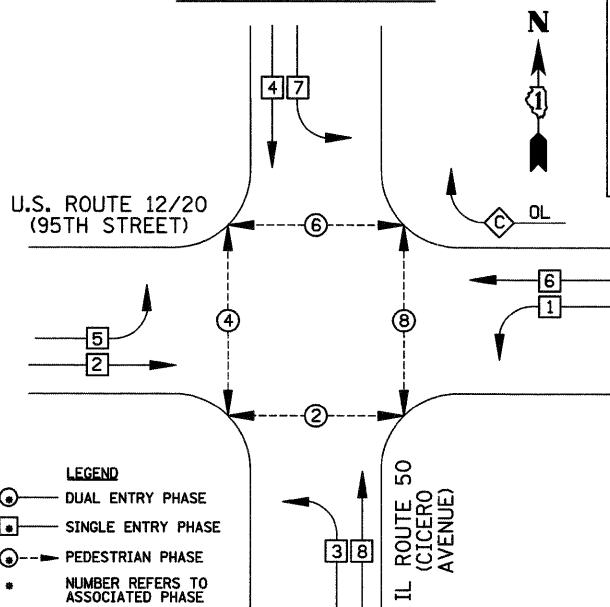 N
1
4 7
U.S. ROUTE 12/20
(95TH STREET)
C OL
6
6
1
5
2
4
8
2
LEGEND
* DUAL ENTRY PHASE
* SINGLE ENTRY PHASE
* PEDESTRIAN PHASE
* NUMBER REFERS TO
ASSOCIATED PHASE
3 8
IL ROUTE 50
(CICERO
AVENUE)